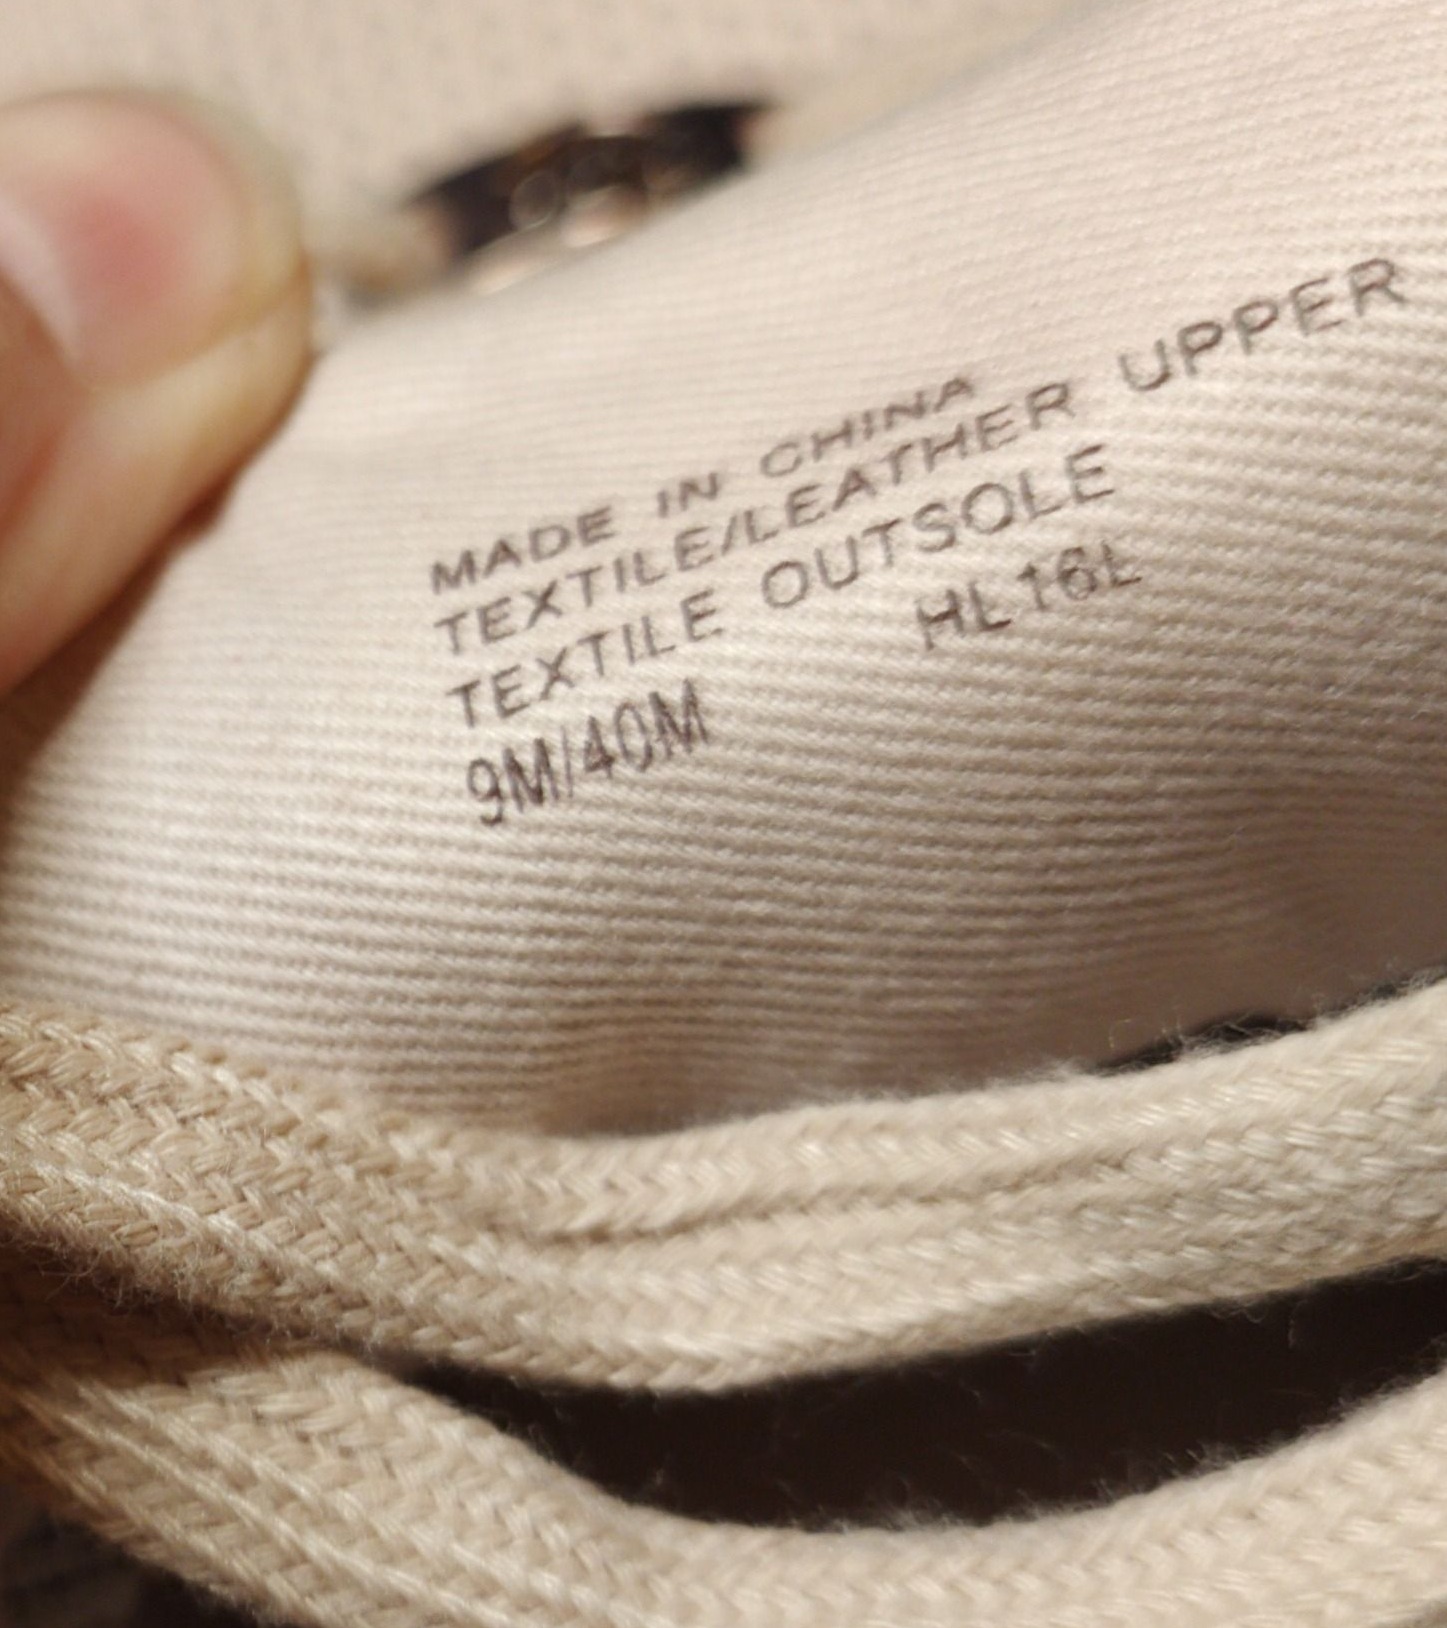 MADE IN CHINA
TEXTILE/LEATHER UPPER
TEXTILE OUTSOLE
HL16L
9M/40M